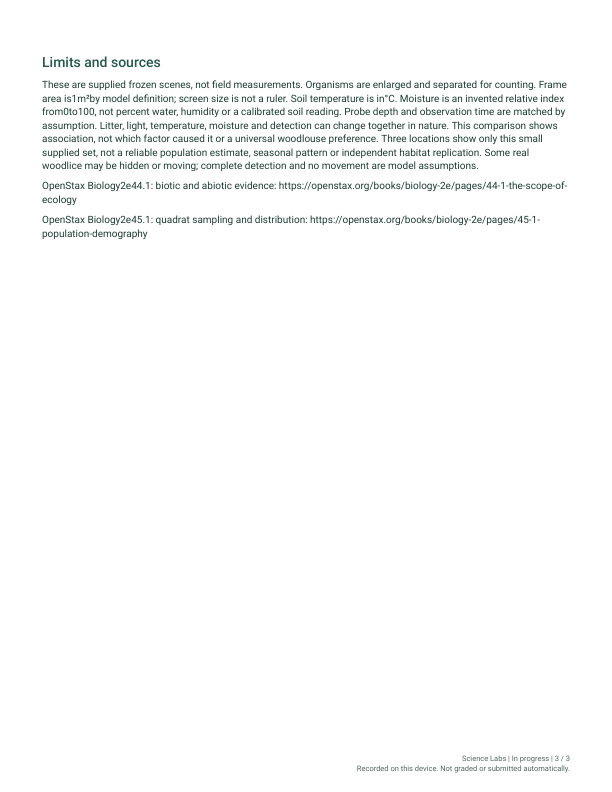 Limits and sources
These are supplied frozen scenes, not field measurements. Organisms are enlarged and separated for counting. Frame
area is1m²by model definition; screen size is not a ruler. Soil temperature is in°C. Moisture is an invented relative index
from0to100, not percent water, humidity or a calibrated soil reading. Probe depth and observation time are matched by
assumption. Litter, light, temperature, moisture and detection can change together in nature. This comparison shows
association, not which factor caused it or a universal woodlouse preference. Three locations show only this small
supplied set, not a reliable population estimate, seasonal pattern or independent habitat replication. Some real
woodlice may be hidden or moving; complete detection and no movement are model assumptions.
OpenStax Biology2e44.1: biotic and abiotic evidence: https://openstax.org/books/biology-2e/pages/44-1-the-scope-of-
ecology
OpenStax Biology2e45.1: quadrat sampling and distribution: https://openstax.org/books/biology-2e/pages/45-1-
population-demography
Science Labs | In progress | 3 / 3
Recorded on this device. Not graded or submitted automatically.